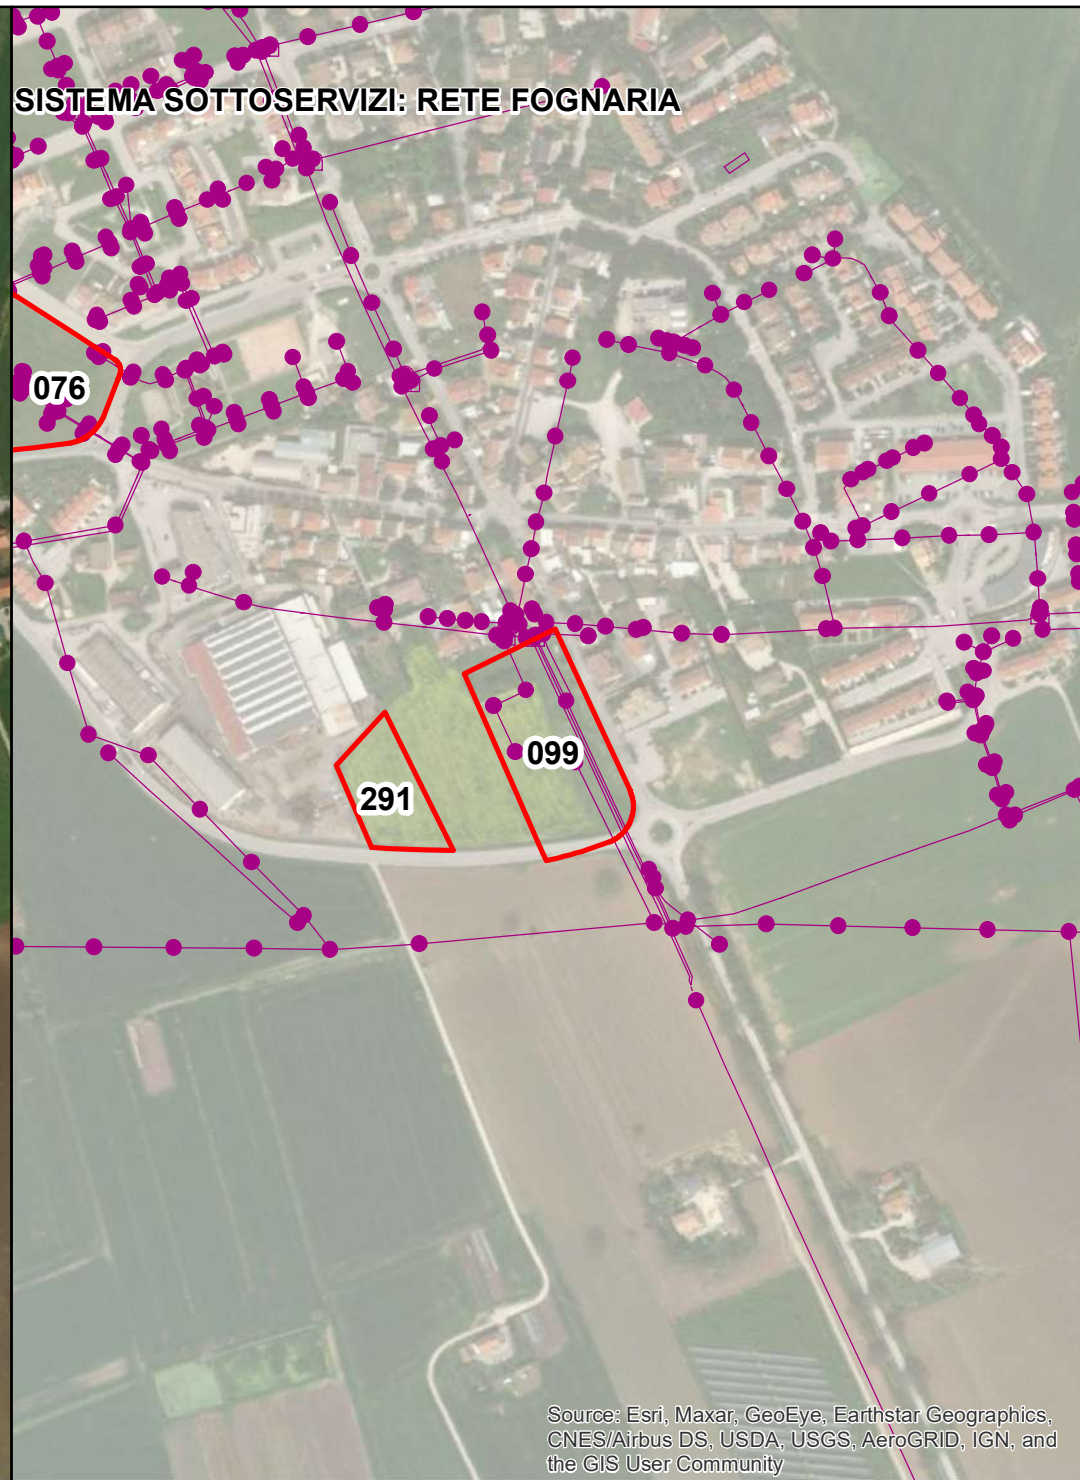 SISTEMA SOTTOSERVIZI: RETE FOGNARIA
076
099
291
Source: Esri, Maxar, GeoEye, Earthstar Geographics,
CNES/Airbus DS, USDA, USGS, AeroGRID, IGN, and
the GIS User Community